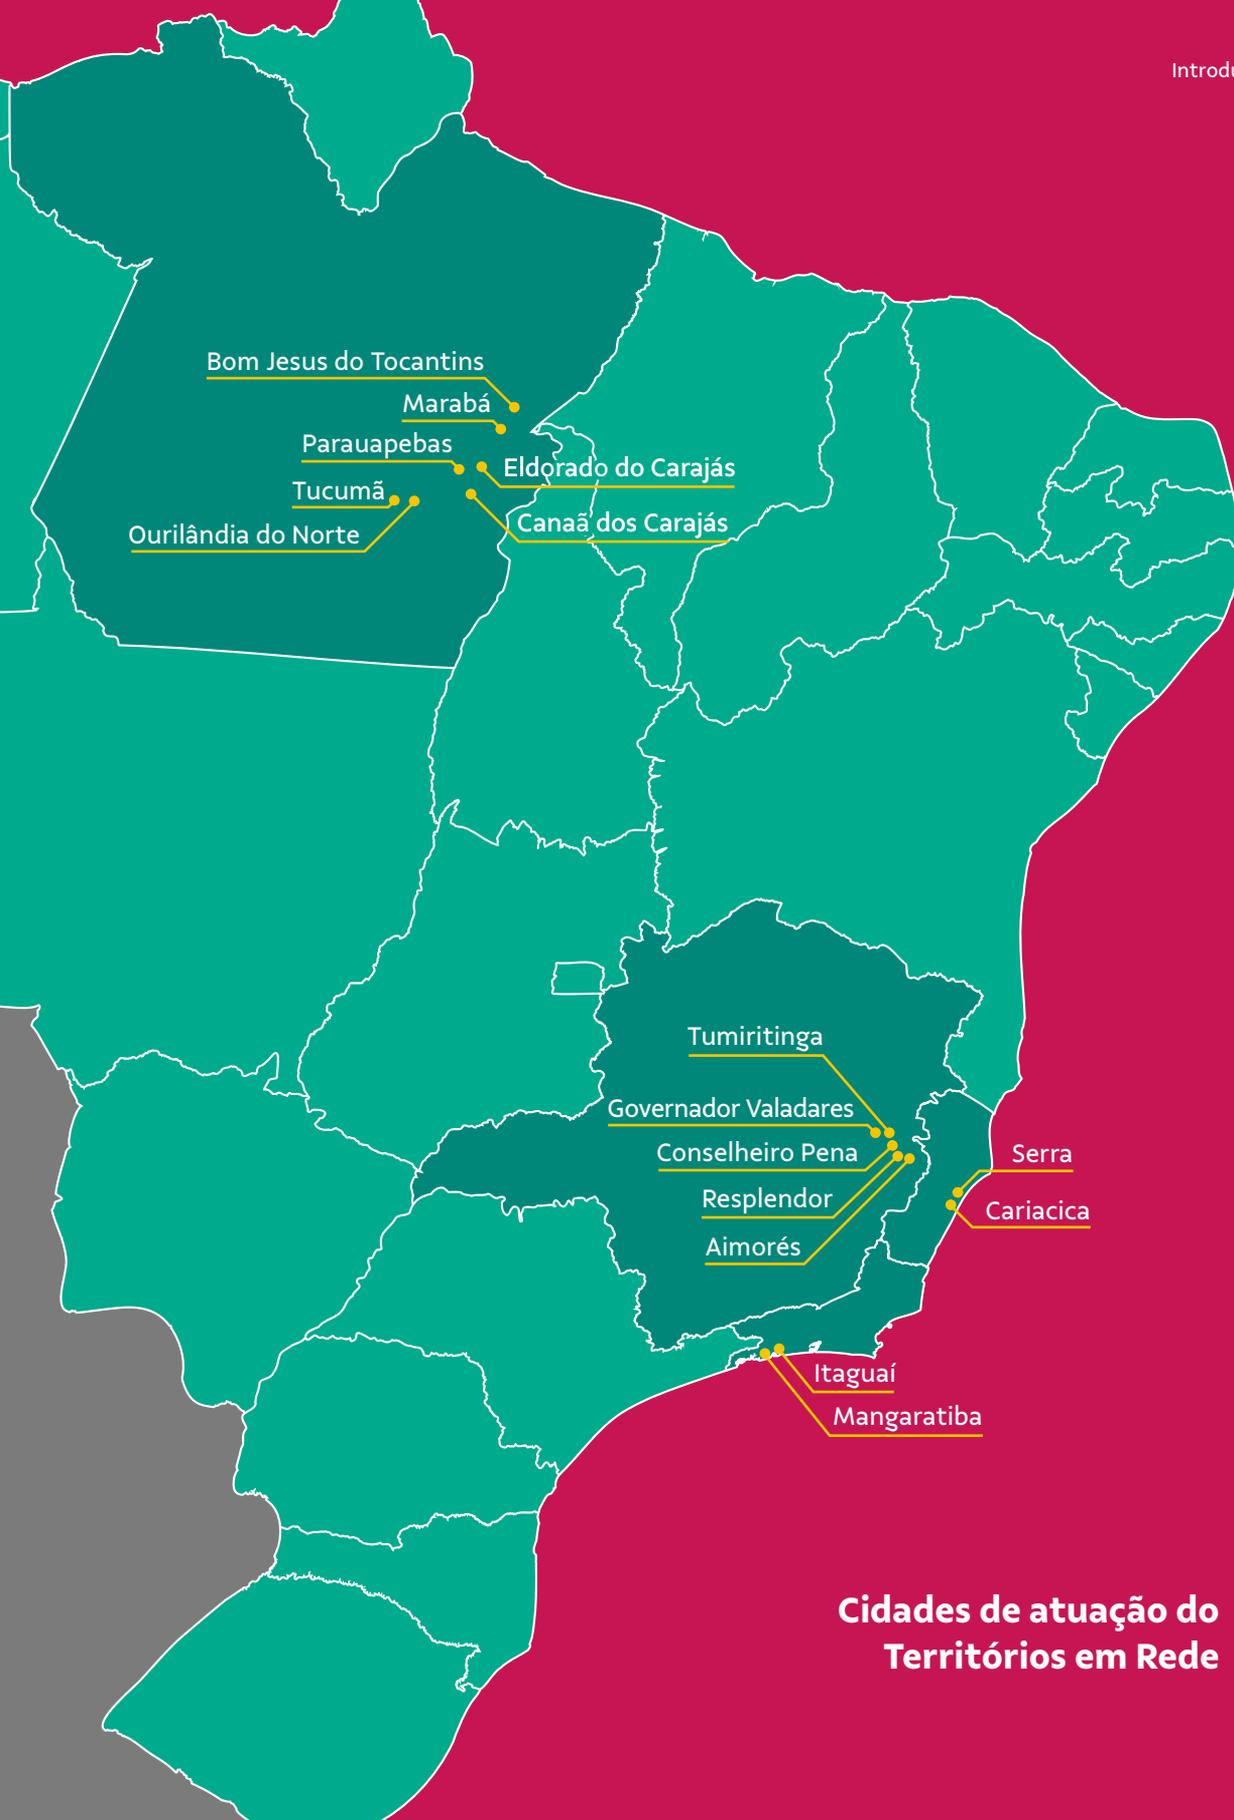 Bom Jesus do Tocantins
Marabá
Parauapebas
Eldorado do Carajás
Tucumã
Canaã dos Carajás
Ourilândia do Norte
Tumiritinga
Governador Valadares
Conselheiro Pena
Serra
Resplendor
Cariacica
Aimorés
Itaguaí
Mangaratiba
Cidades de atuação do
Territórios em Rede